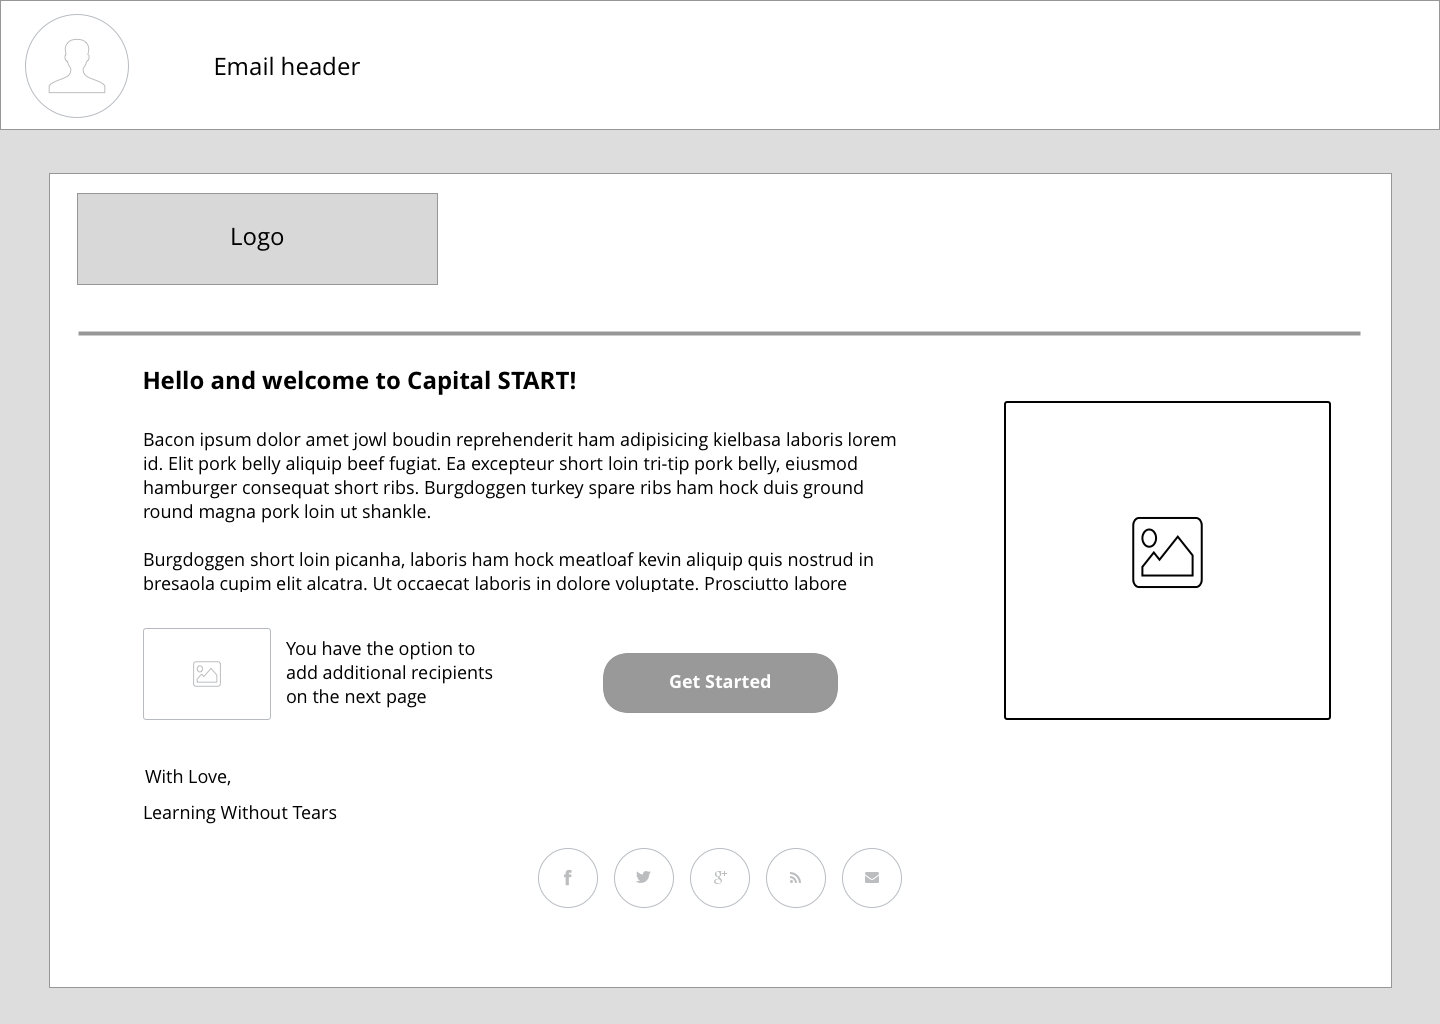 Email header
Logo
Hello and welcome to Capital START!
Bacon ipsum dolor amet jowl boudin reprehenderit ham adipisicing kielbasa laboris lorem
id. Elit pork belly aliquip beef fugiat. Ea excepteur short loin tri-tip pork belly, eiusmod
hamburger consequat short ribs. Burgdoggen turkey spare ribs ham hock duis ground
round magna pork loin ut shankle.
Burgdoggen short loin picanha, laboris ham hock meatloaf kevin aliquip quis nostrud in
bresaola cupim elit alcatra. Ut occaecat laboris in dolore voluptate. Prosciutto labore
You have the option to
add additional recipients
on the next page
Get Started
With Love,
Learning Without Tears